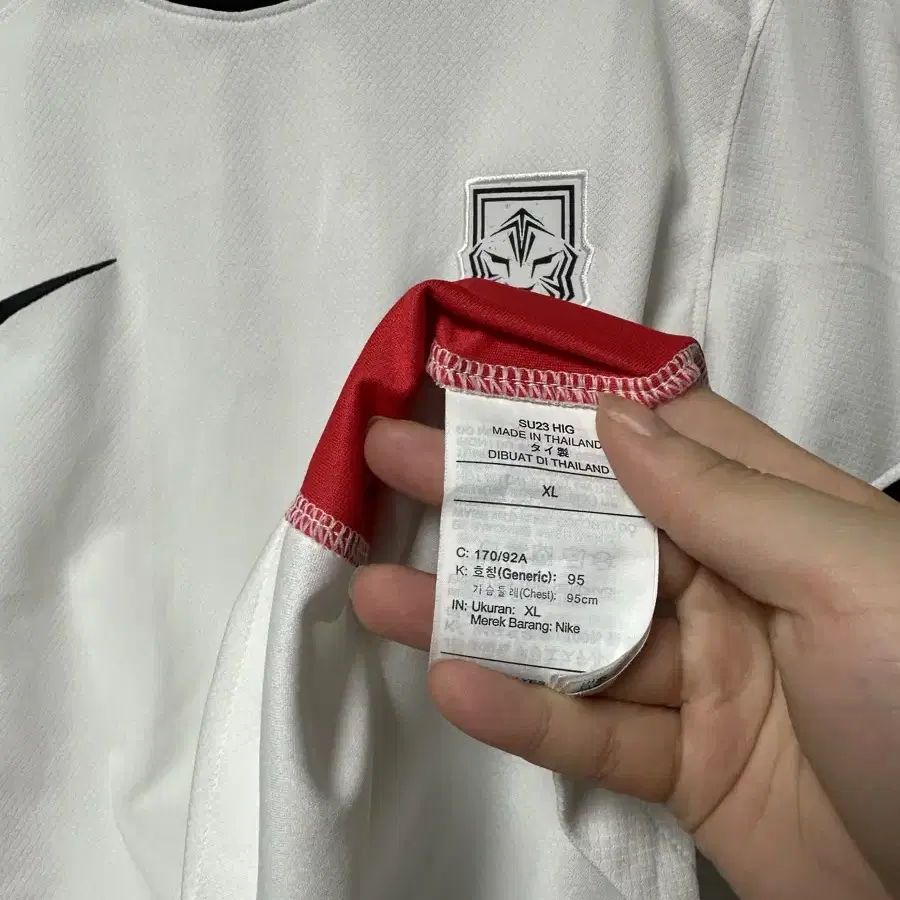 SU23 HIG
MADE IN THAILAND
タイ製
DIBUAT DI THAILAND
XL
C: 170/92A
K: 호칭(Generic): 95
가슴둘레(Chest): 95cm
IN: Ukuran: XL
Merek Barang: Nike